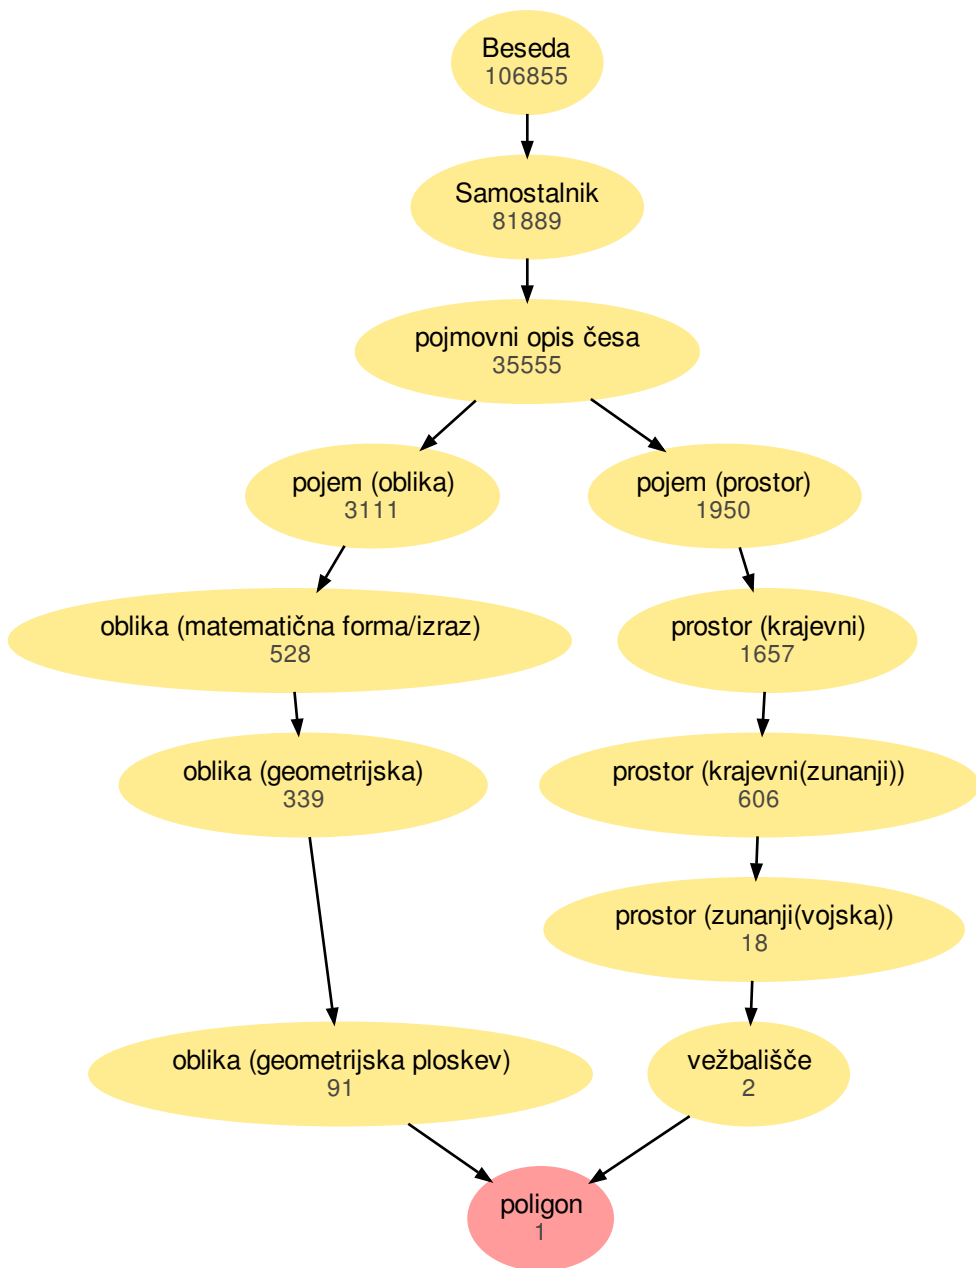 Beseda
106855
Samostalnik
81889
pojmovni opis česa
35555
pojem (oblika)
3111
pojem (prostor)
1950
oblika (matematična forma/izraz)
528
prostor (krajevni)
1657
oblika (geometrijska)
339
prostor (krajevni(zunanji))
606
prostor (zunanji(vojska))
18
oblika (geometrijska ploskev)
91
vežbališče
2
poligon
1